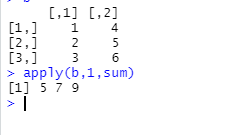 [,1] [,2]
[1,]    1    4
[2,]    2    5
[3,]    3    6
> apply(b,1,sum)
[1] 5 7 9
>